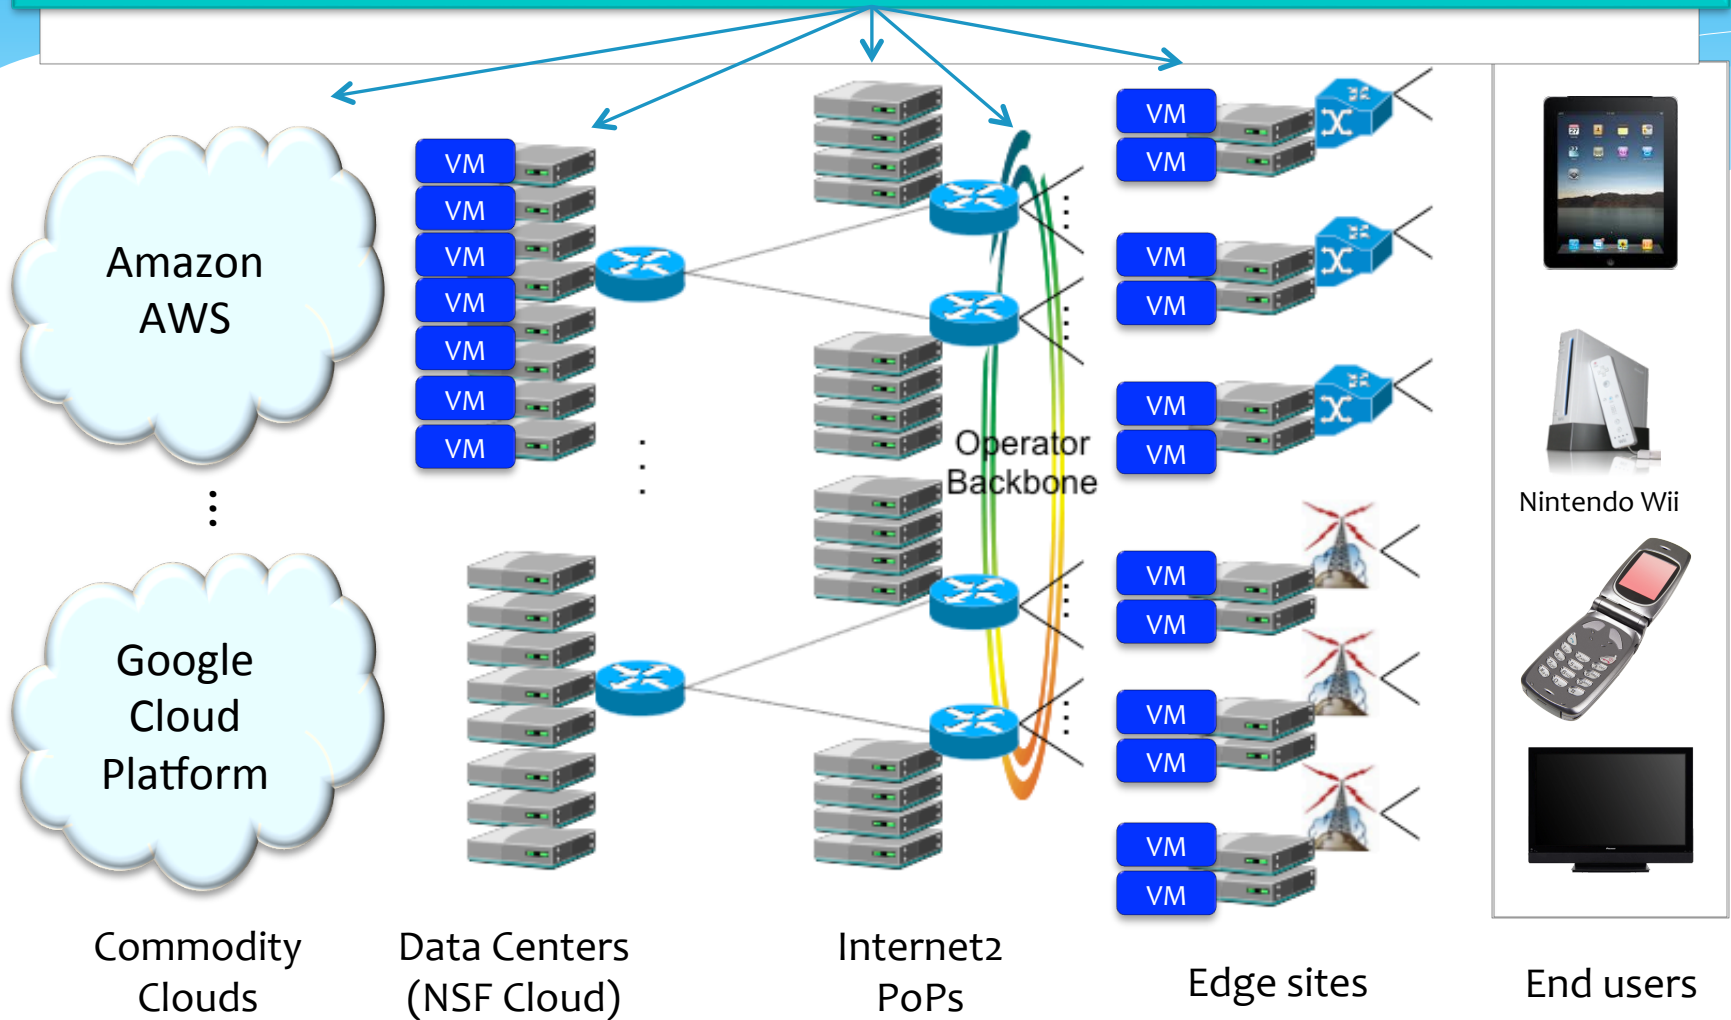 Amazon
AWS
Google
Cloud
Platform
VM
VM
VM
VM
VM
VM
VM
Operator
Backbone
VM
VM
VM
VM
VM
VM
VM
VM
VM
VM
VM
VM
Nintendo Wii
Commodity
Clouds
Data Centers
(NSF Cloud)
Internet2
PoPs
Edge sites
End users